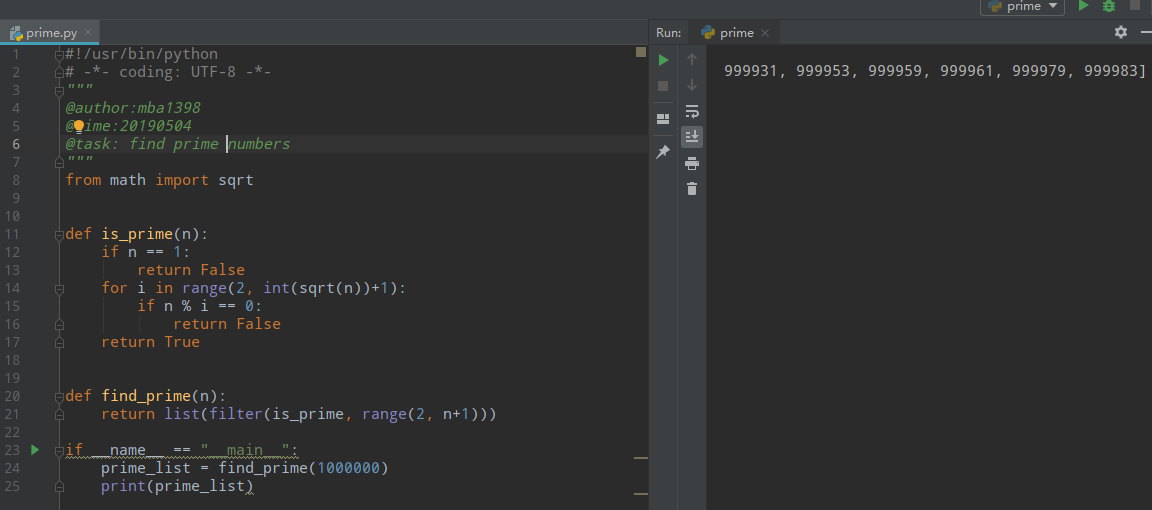 prime
prime.py
Run: prime
1 #!/usr/bin/python
2 # -*- coding: UTF-8 -*-
3 """
4 @author:mba1398
5 @ime:20190504
6 @task: find prime numbers
7 """
8 from math import sqrt
9
10
11 def is_prime(n):
12 if n == 1:
13 return False
14 for i in range(2, int(sqrt(n))+1):
15 if n % i == 0:
16 return False
17 return True
18
19
20 def find_prime(n):
21 return list(filter(is_prime, range(2, n+1)))
22
23 if __name__ == "__main__":
24 prime_list = find_prime(1000000)
25 print(prime_list)
999931, 999953, 999959, 999961, 999979, 999983]